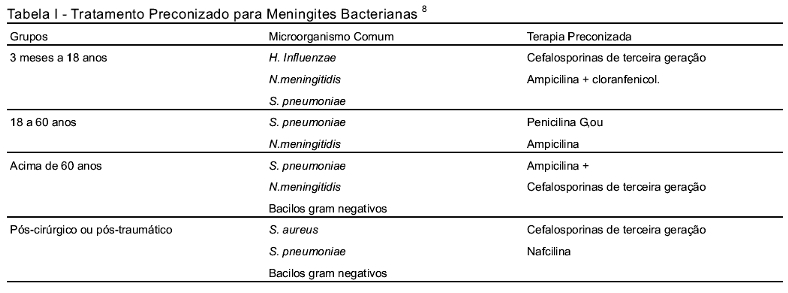 Tabela I - Tratamento Preconizado para Meningites Bacterianas 8
Grupos Microorganismo Comum Terapia Preconizada
3 meses a 18 anos H. Influenzae Cefalosporinas de terceira geração
N.meningitidis Ampicilina + cloranfenicol.
S. pneumoniae
18 a 60 anos S. pneumoniae Penicilina G,ou
N.meningitidis Ampicilina
Acima de 60 anos S. pneumoniae Ampicilina +
N.meningitidis Cefalosporinas de terceira geração
Bacilos gram negativos
Pós-cirúrgico ou pós-traumático S. aureus Cefalosporinas de terceira geração
S. pneumoniae Nafcilina
Bacilos gram negativos